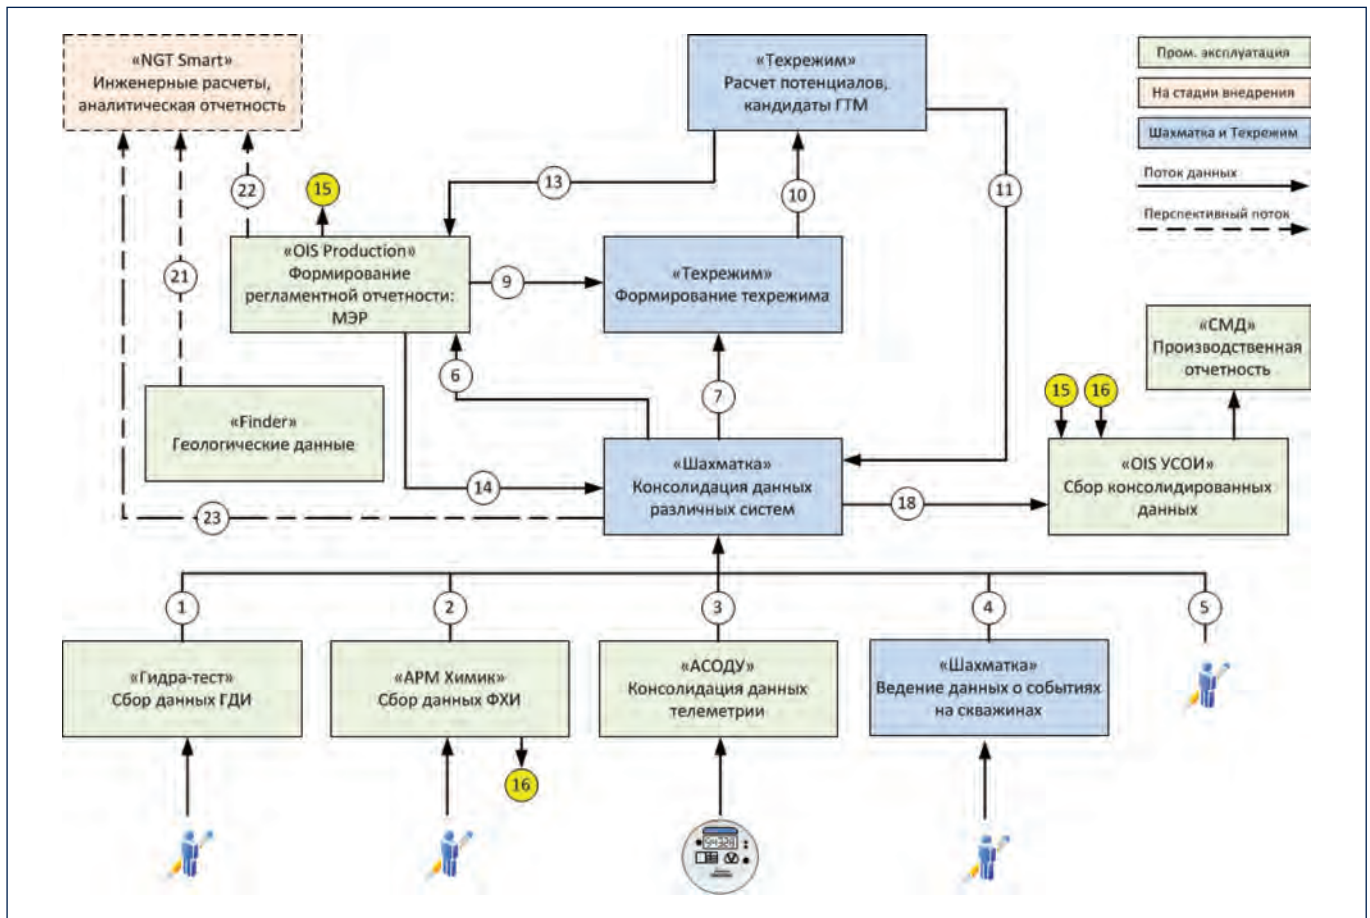 «NGT Smart»
Инженерные расчеты,
аналитическая отчетность
«Техрежим»
Расчет потенциалов,
кандидаты ГТМ
Пром. эксплуатация
На стадии внедрения
Шахматка и Техрежим
Поток данных
Перспективный поток
22
15
13
10
11
«OIS Production»
Формирование
регламентной отчетности:
МЭР
21
9
«Техрежим»
Формирование техрежима
«СМД»
Производственная
отчетность
6
7
15
16
«Finder»
Геологические данные
«Шахматка»
Консолидация данных
различных систем
«OIS УСОИ»
Сбор консолидированных
данных
14
18
23
1
2
3
4
5
«Гидра-тест»
Сбор данных ГДИ
«АРМ Химик»
Сбор данных ФХИ
«АСОДУ»
Консолидация данных
телеметрии
«Шахматка»
Ведение данных о событиях
на скважинах
16